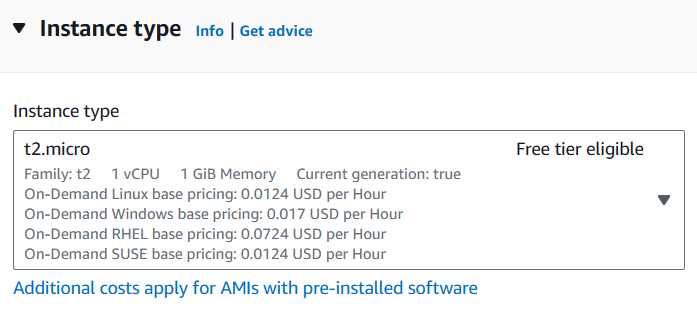 Instance type Info | Get advice
Instance type
t2.micro Free tier eligible
Family: t2 1 vCPU 1 GiB Memory Current generation: true
On-Demand Linux base pricing: 0.0124 USD per Hour
On-Demand Windows base pricing: 0.017 USD per Hour
On-Demand RHEL base pricing: 0.0724 USD per Hour
On-Demand SUSE base pricing: 0.0124 USD per Hour
Additional costs apply for AMIs with pre-installed software